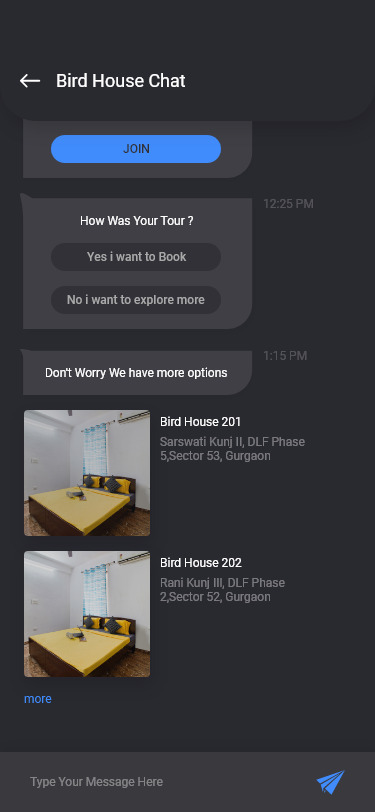 Bird House Chat
JOIN
12:25 PM
How Was Your Tour ?
Yes i want to Book
No i want to explore more
1:15 PM
Don't Worry We have more options
Bird House 201
Sarswati Kunj II, DLF Phase
5,Sector 53, Gurgaon
Bird House 202
Rani Kunj III, DLF Phase
2,Sector 52, Gurgaon
more
Type Your Message Here